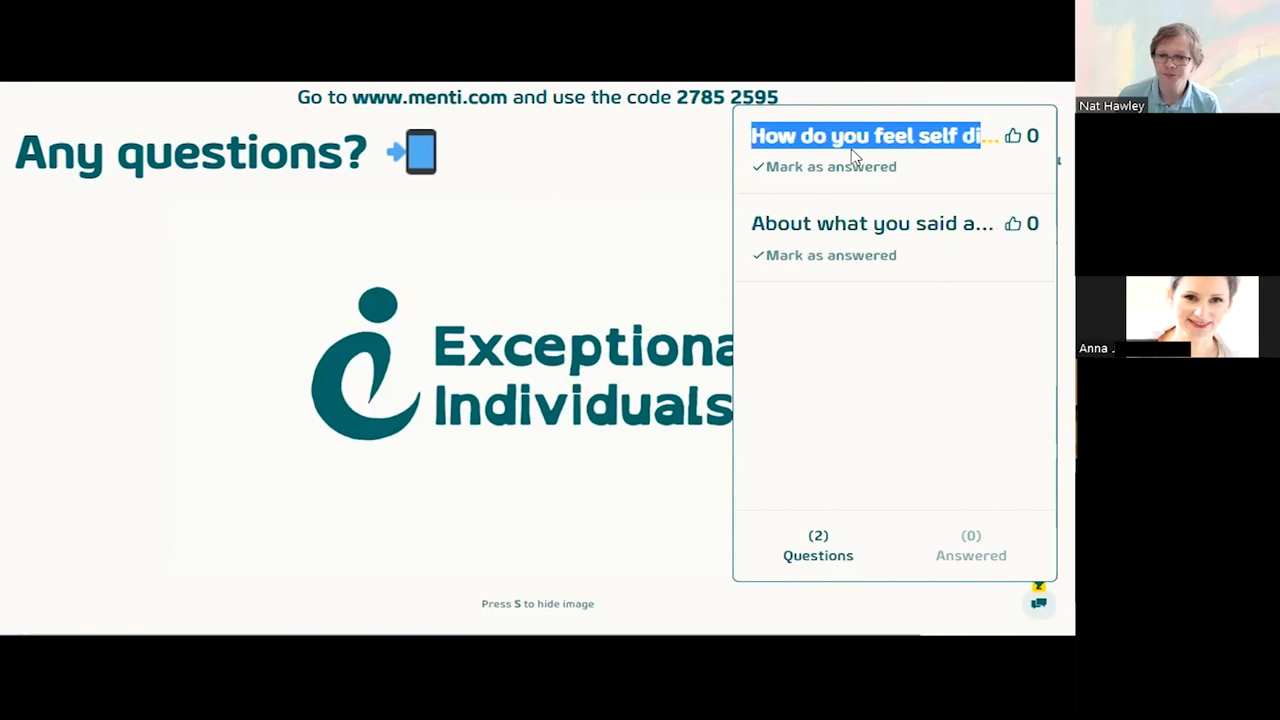 Go to www.menti.com and use the code 2785 2595
Any questions?
How do you feel self di... 0
Mark as answered
About what you said a... 0
Mark as answered
Exceptiona
Individuals
(2)
Questions
(0)
Answered
Press S to hide image
2
Nat Hawley
Anna J